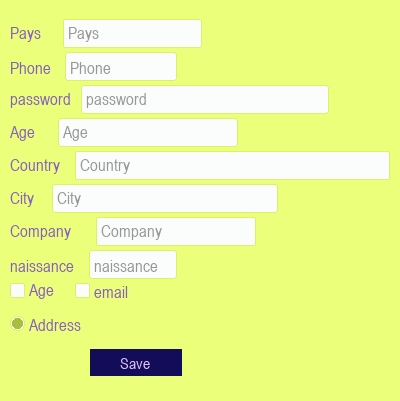 Pays Pays
Phone Phone
password password
Age Age
Country Country
City City
Company Company
naissance naissance
Age email
Address
Save